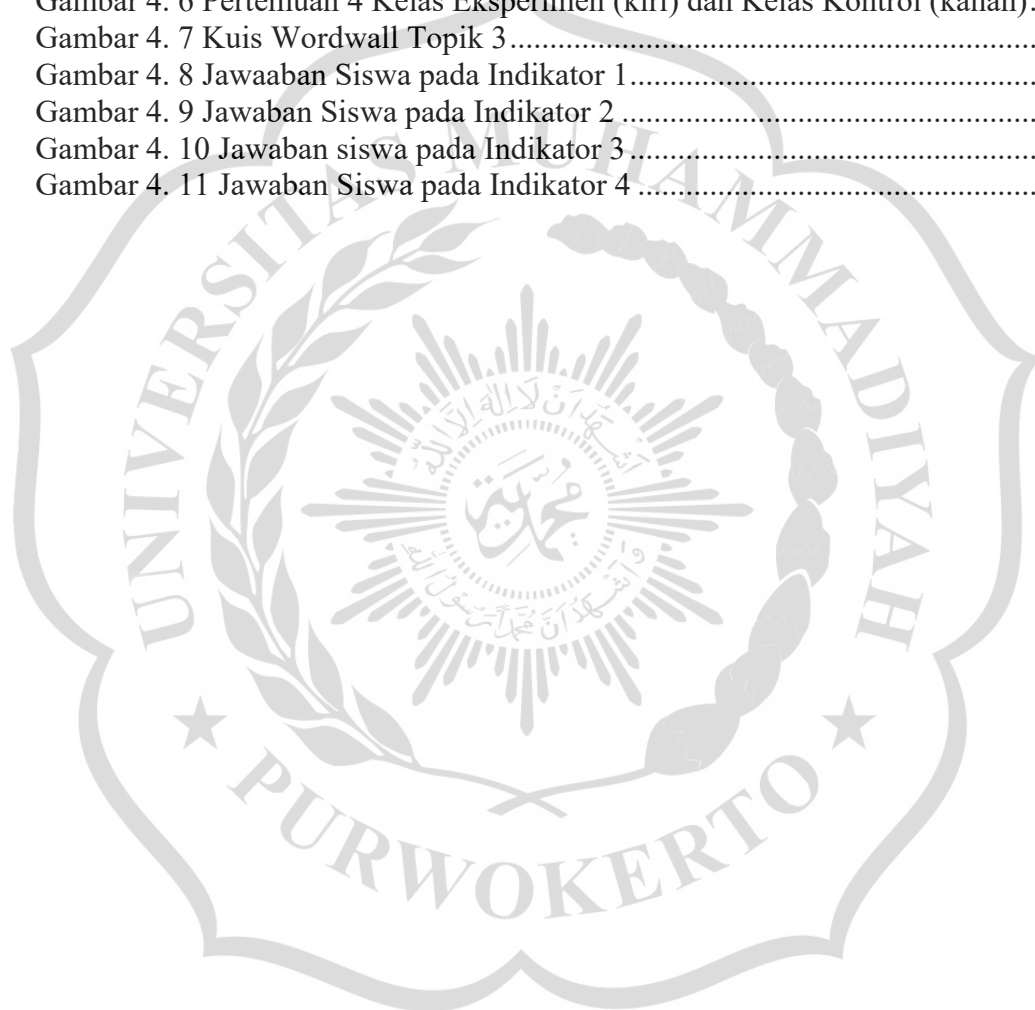 Gambar 4. 6 Pertemuan 4 Kelas Eksperimen (kiri) dan Kelas Kontrol (kanan).
Gambar 4. 7 Kuis Wordwall Topik 3..........................................................
Gambar 4. 8 Jawaaban Siswa pada Indikator 1.............................................
Gambar 4. 9 Jawaban Siswa pada Indikator 2 ..............................................
Gambar 4. 10 Jawaban siswa pada Indikator 3.............................................
Gambar 4. 11 Jawaban Siswa pada Indikator 4 ............................................
UNIVERSITAS MUHAMMADIYAH
PURWOKERTO